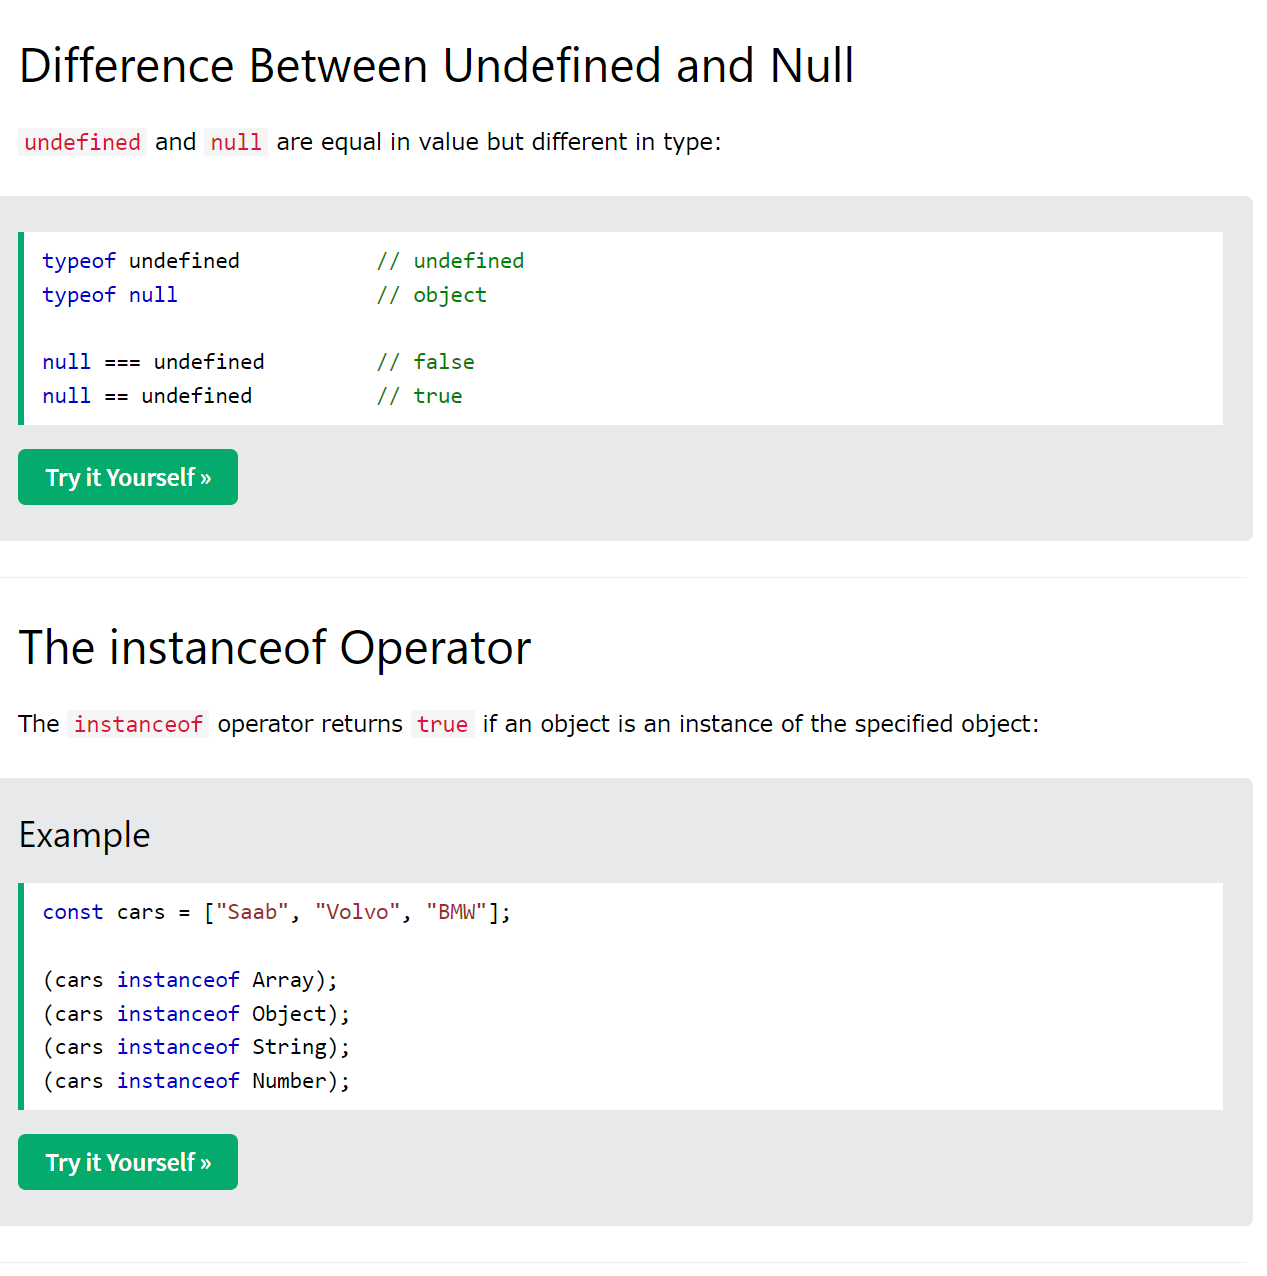 Difference Between Undefined and Null
undefined and null are equal in value but different in type:
typeof undefined           // undefined
typeof null                // object
null === undefined         // false
null == undefined          // true
Try it Yourself »
The instanceof Operator
The instanceof operator returns true if an object is an instance of the specified object:
Example
const cars = ["Saab", "Volvo", "BMW"];
(cars instanceof Array);
(cars instanceof Object);
(cars instanceof String);
(cars instanceof Number);
Try it Yourself »